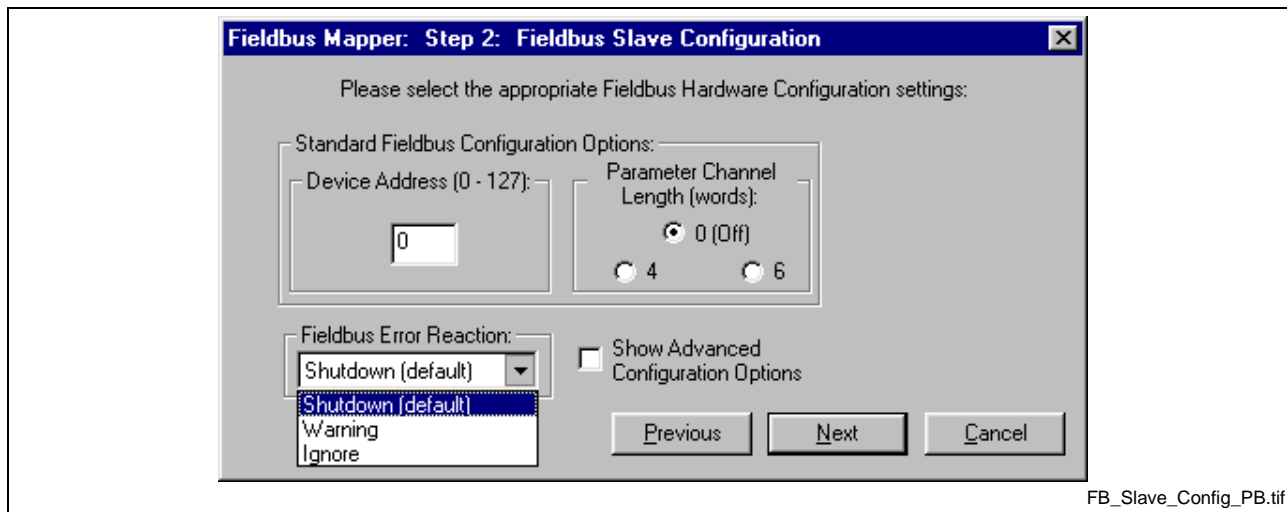 Fieldbus Mapper: Step 2: Fieldbus Slave Configuration
Please select the appropriate Fieldbus Hardware Configuration settings:
Standard Fieldbus Configuration Options:
Device Address (0 - 127):
0
Parameter Channel
Length (words):
0 (Off)
4
6
Fieldbus Error Reaction:
Shutdown (default)
Shutdown (default)
Warning
Ignore
Show Advanced
Configuration Options
Previous
Next
Cancel
FB_Slave_Config_PB.tif